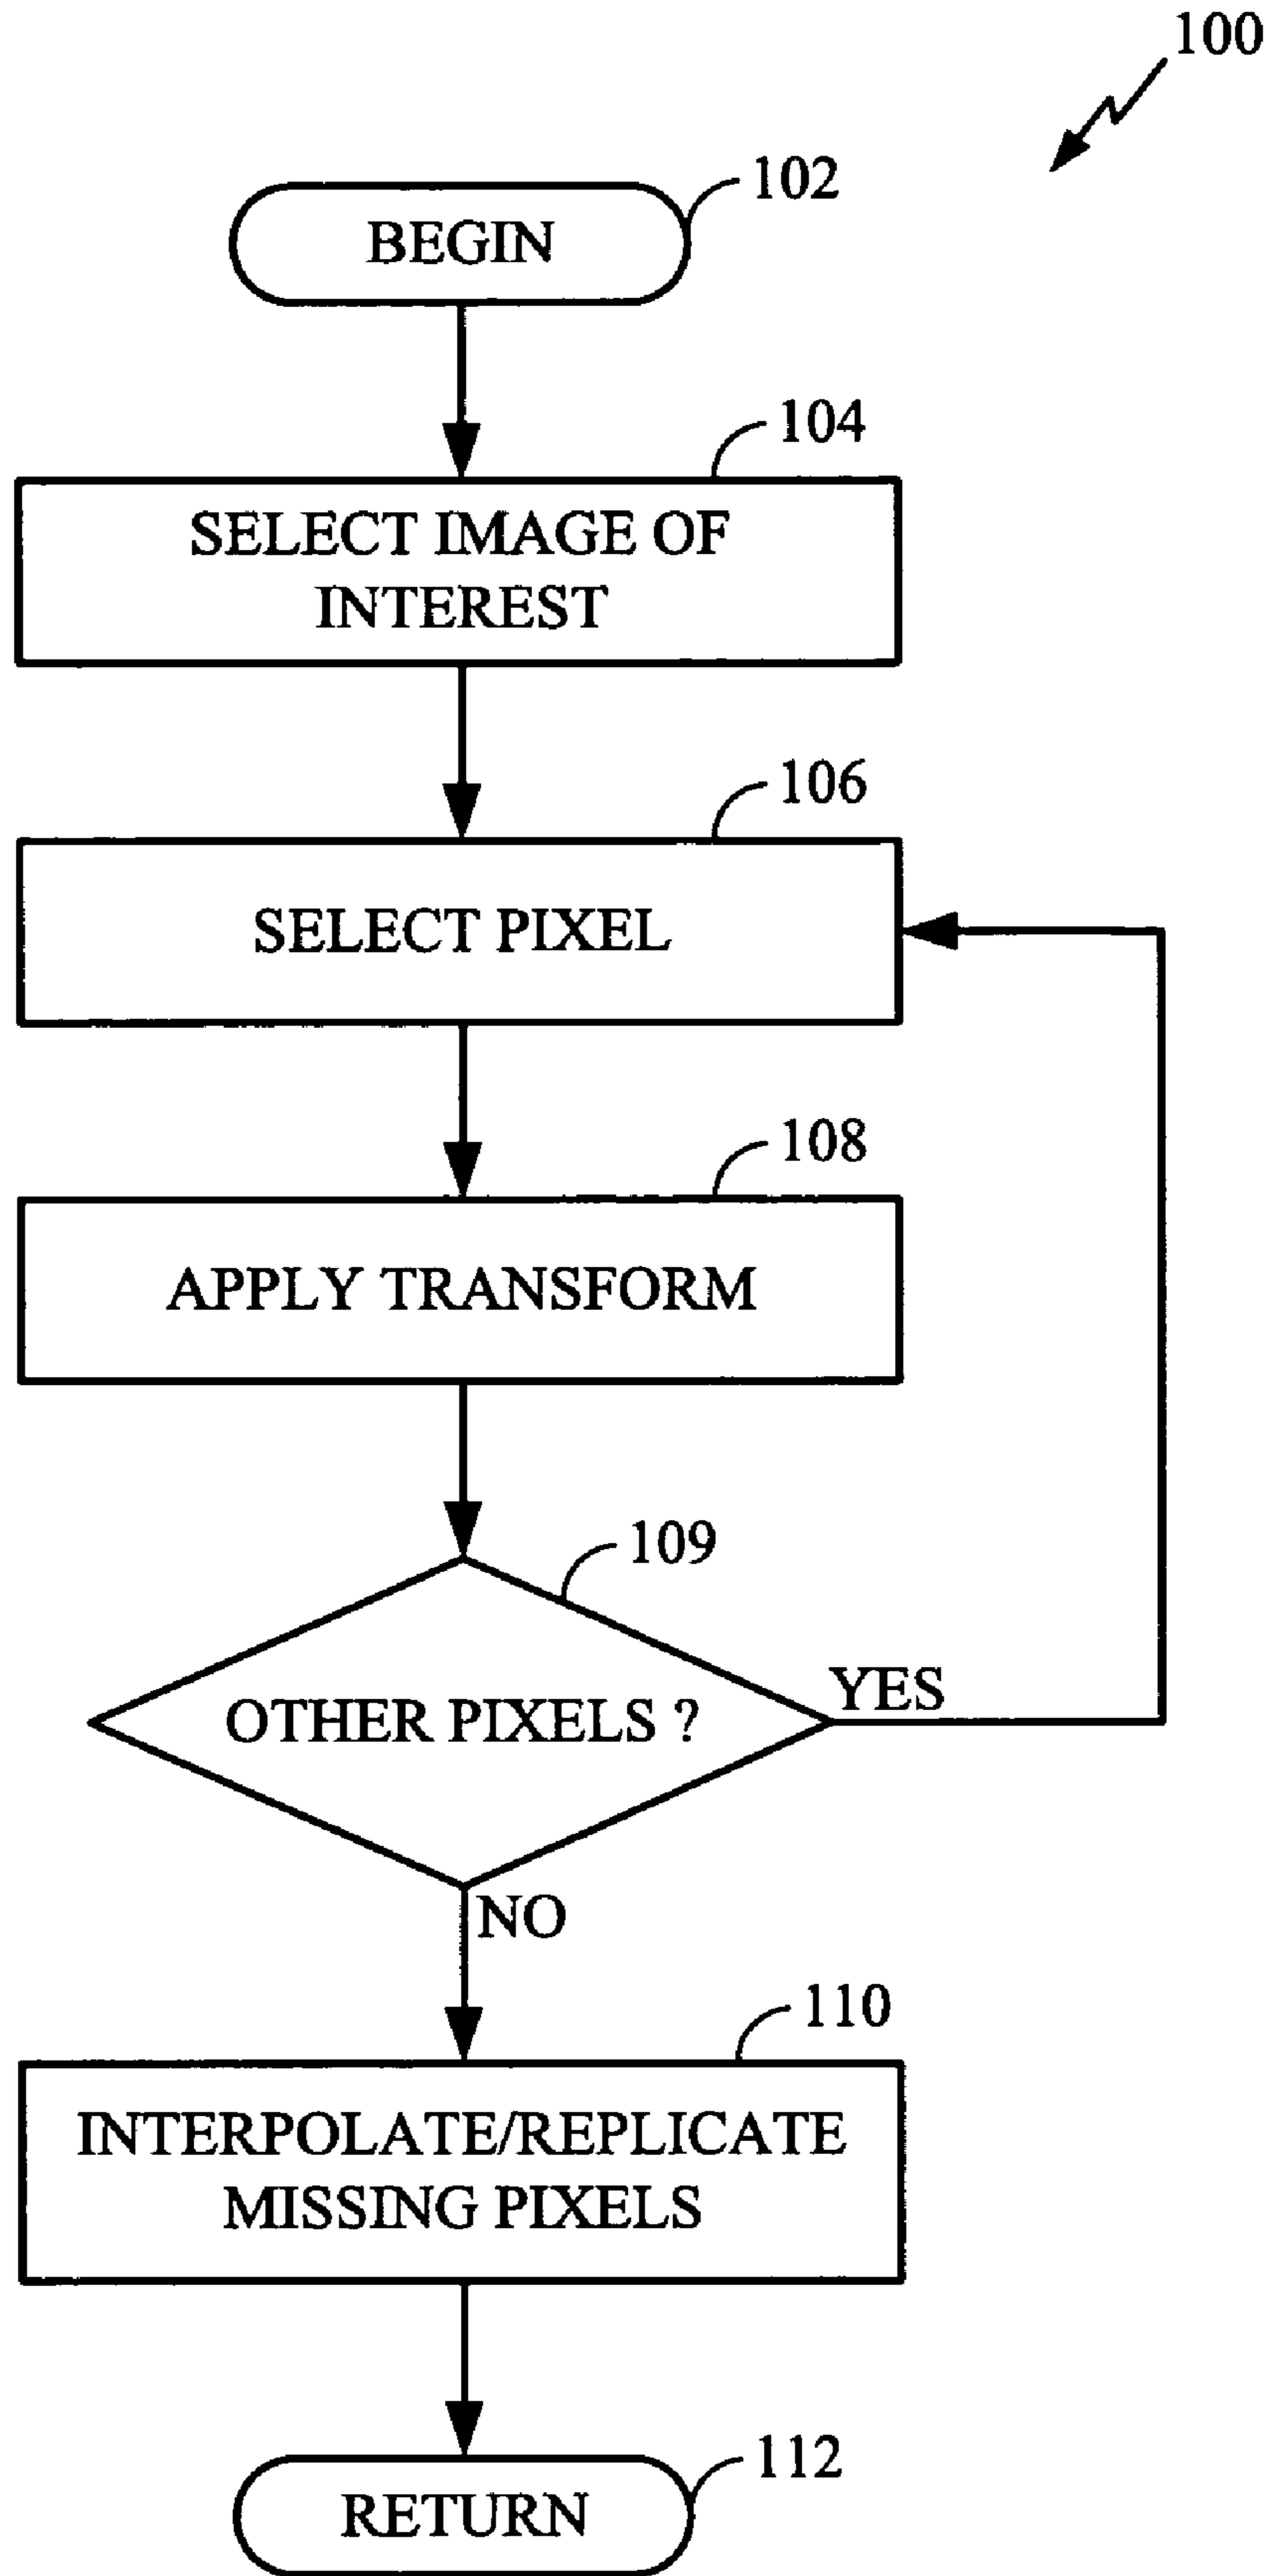 100
102
BEGIN
104
SELECT IMAGE OF
INTEREST
106
SELECT PIXEL
108
APPLY TRANSFORM
109
OTHER PIXELS ?
YES
NO
110
INTERPOLATE/REPLICATE
MISSING PIXELS
112
RETURN